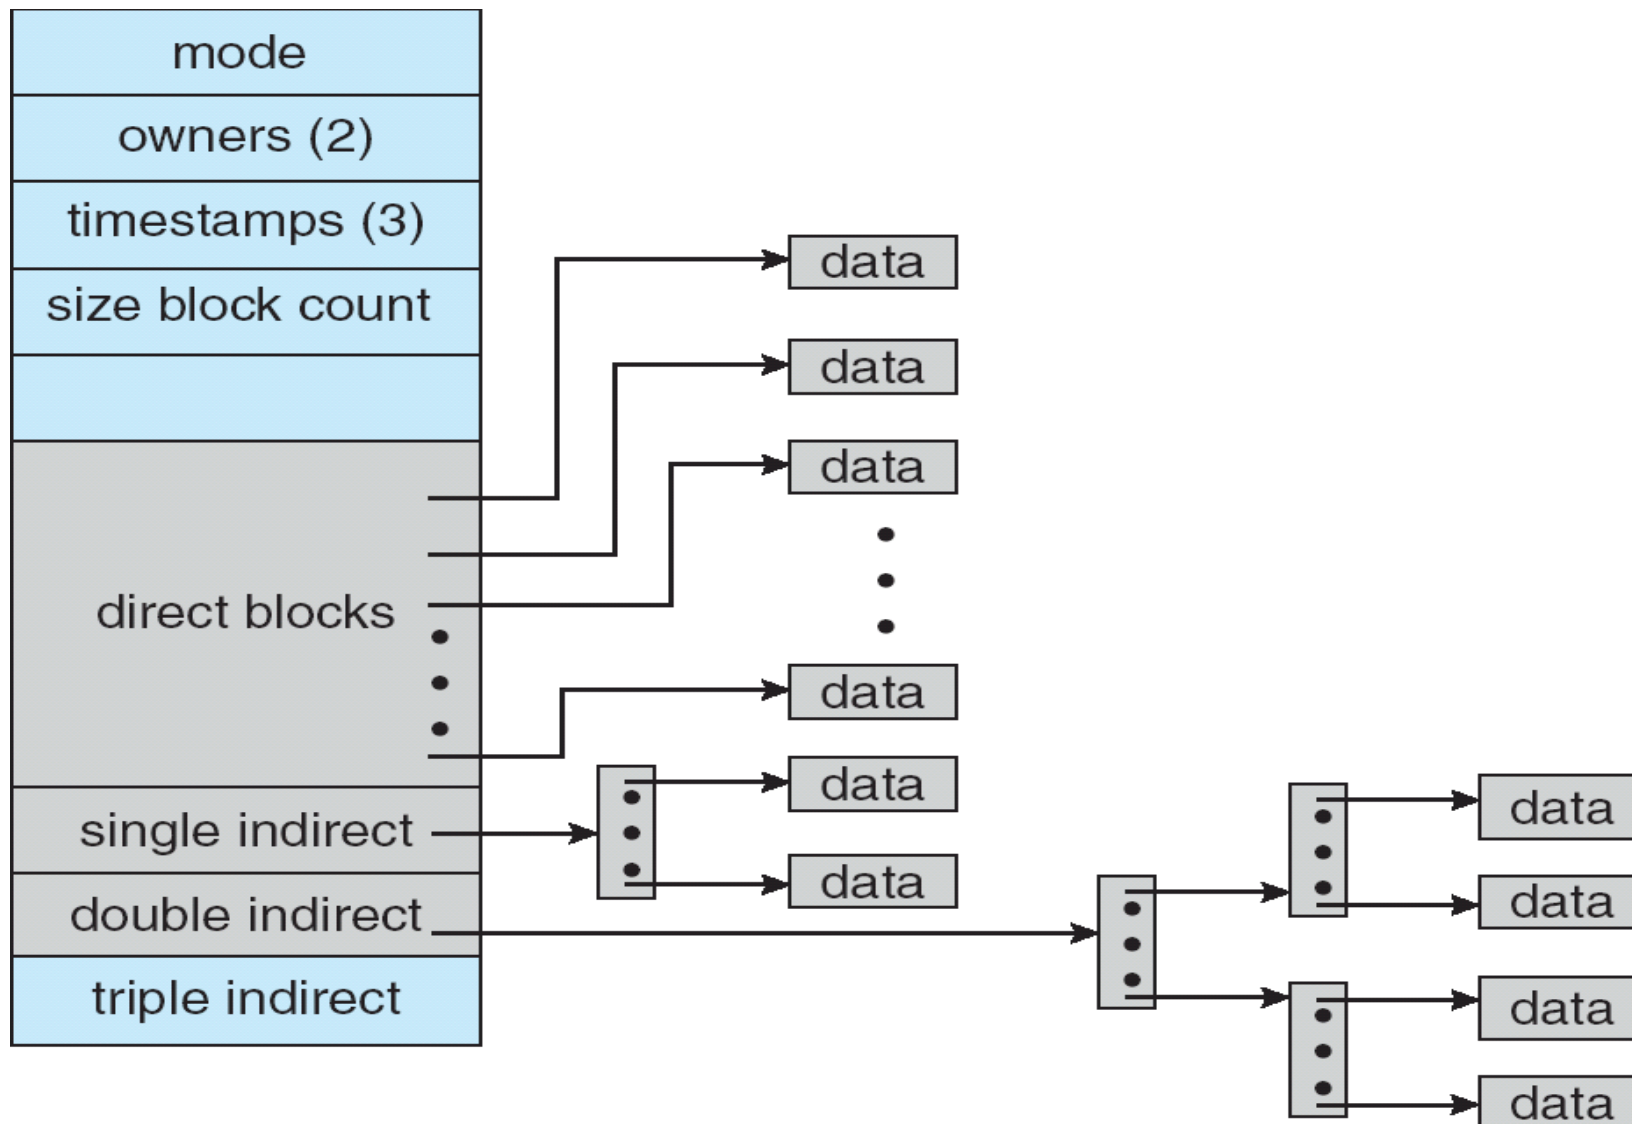 mode
owners (2)
timestamps (3)
size block count
direct blocks
single indirect
double indirect
triple indirect
data
data
data
data
data
data
data
data
data
data